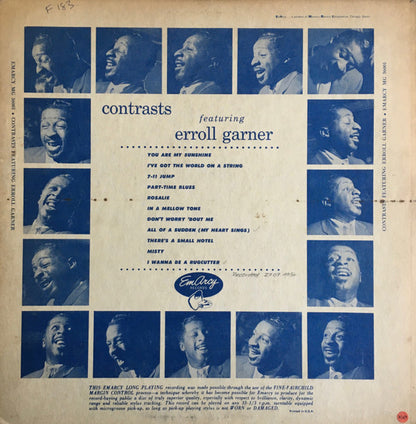 F 183
EMARCY MG 36001 • CONTRASTS FEATURING ERROLL GARNER
contrasts
featuring
erroll garner
YOU ARE MY SUNSHINE
I'VE GOT THE WORLD ON A STRING
7-11 JUMP
PART-TIME BLUES
ROSALIE
IN A MELLOW TONE
DON'T WORRY 'BOUT ME
ALL OF A SUDDEN (MY HEART SINGS)
THERE'S A SMALL HOTEL
MISTY
I WANNA BE A RUGCUTTER
EmArcy
RECORDS
CONTRASTS FEATURING ERROLL GARNER • EMARCY MG 36001
THIS EMARCY LONG PLAYING recording was made possible through the use of the FINE-FAIRCHILD
MARGIN CONTROL process—a technique whereby it has become possible for Emarcy to produce for the
record-buying public a disc of truly superior quality, especially with respect to brilliance, clarity, dynamic
range and reliable stylus tracking. This record can be played on any 33-1/3 r.p.m. turntable equipped
with microgroove pick-up, so long as pick-up playing styles is not WORN or DAMAGED.
Printed in U.S.A.